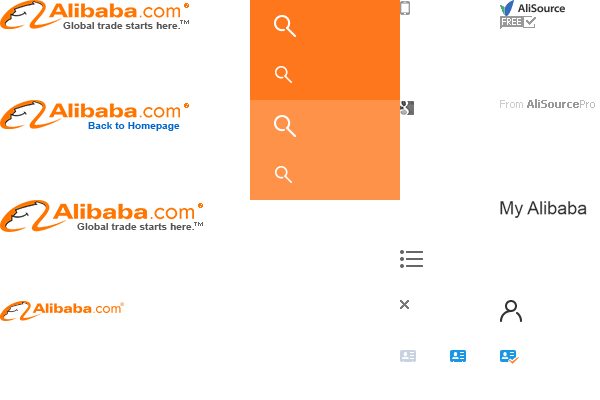 Alibaba.com®
Global trade starts here.™
AliSource
FREE
Alibaba.com®
Back to Homepage
From AliSourcePro
Alibaba.com®
Global trade starts here.™
My Alibaba
Alibaba.com®